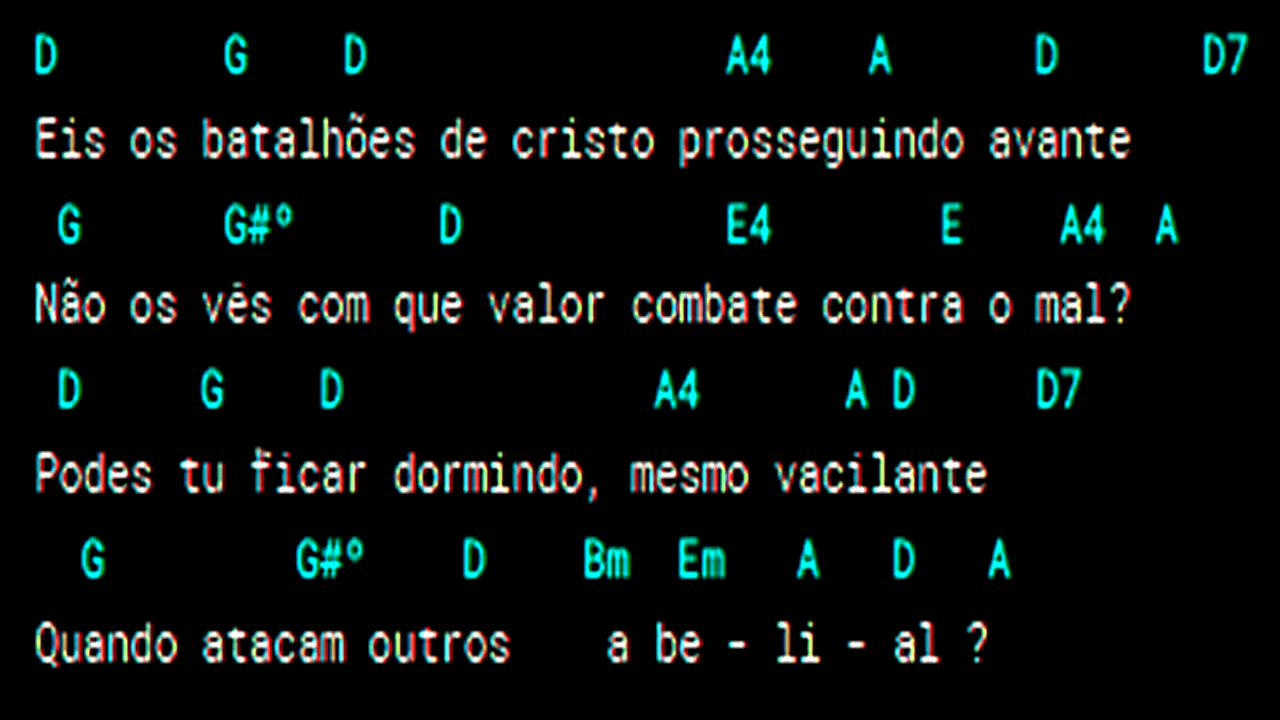 D G D A4 A D D7
Eis os batalhões de cristo prosseguindo avante
G G#º D E4 E A4 A
Não os vês com que valor combate contra o mal?
D G D A4 A D D7
Podes tu ficar dormindo, mesmo vacilante
G G#º D Bm Em A D A
Quando atacam outros a be - li - al ?